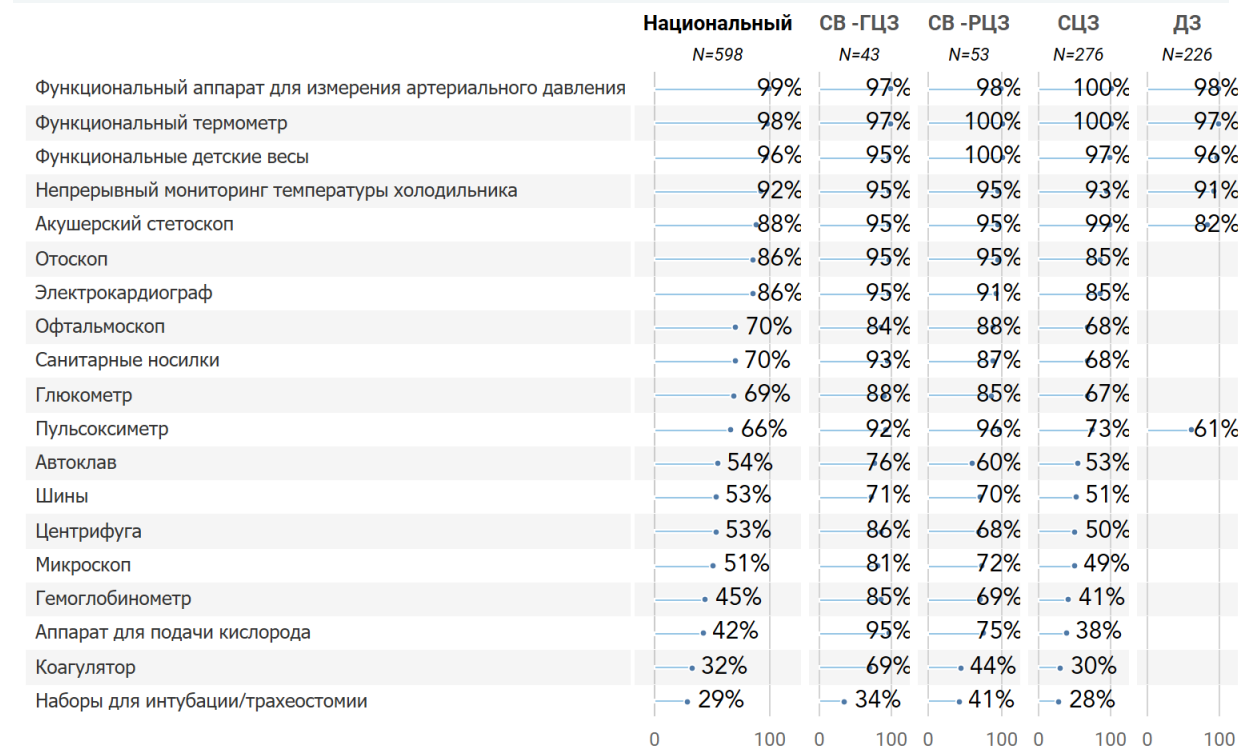 Национальный СВ -ГЦЗ СВ -РЦЗ СЦЗ ДЗ
N=598 N=43 N=53 N=276 N=226
Функциональный аппарат для измерения артериального давления 99% 97% 98% 100% 98%
Функциональный термометр 98% 97% 100% 100% 97%
Функциональные детские весы 96% 95% 100% 97% 96%
Непрерывный мониторинг температуры холодильника 92% 95% 95% 93% 91%
Акушерский стетоскоп 88% 95% 95% 99% 82%
Отоскоп 86% 95% 95% 85%
Электрокардиограф 86% 95% 91% 85%
Офтальмоскоп 70% 84% 88% 68%
Санитарные носилки 70% 93% 87% 68%
Глюкометр 69% 88% 85% 67%
Пульсоксиметр 66% 92% 96% 73% 61%
Автоклав 54% 76% 60% 53%
Шины 53% 71% 70% 51%
Центрифуга 53% 86% 68% 50%
Микроскоп 51% 81% 72% 49%
Гемоглобинометр 45% 85% 69% 41%
Аппарат для подачи кислорода 42% 95% 75% 38%
Коагулятор 32% 69% 44% 30%
Наборы для интубации/трахеостомии 29% 34% 41% 28%
0 100 0 100 0 100 0 100 0 100